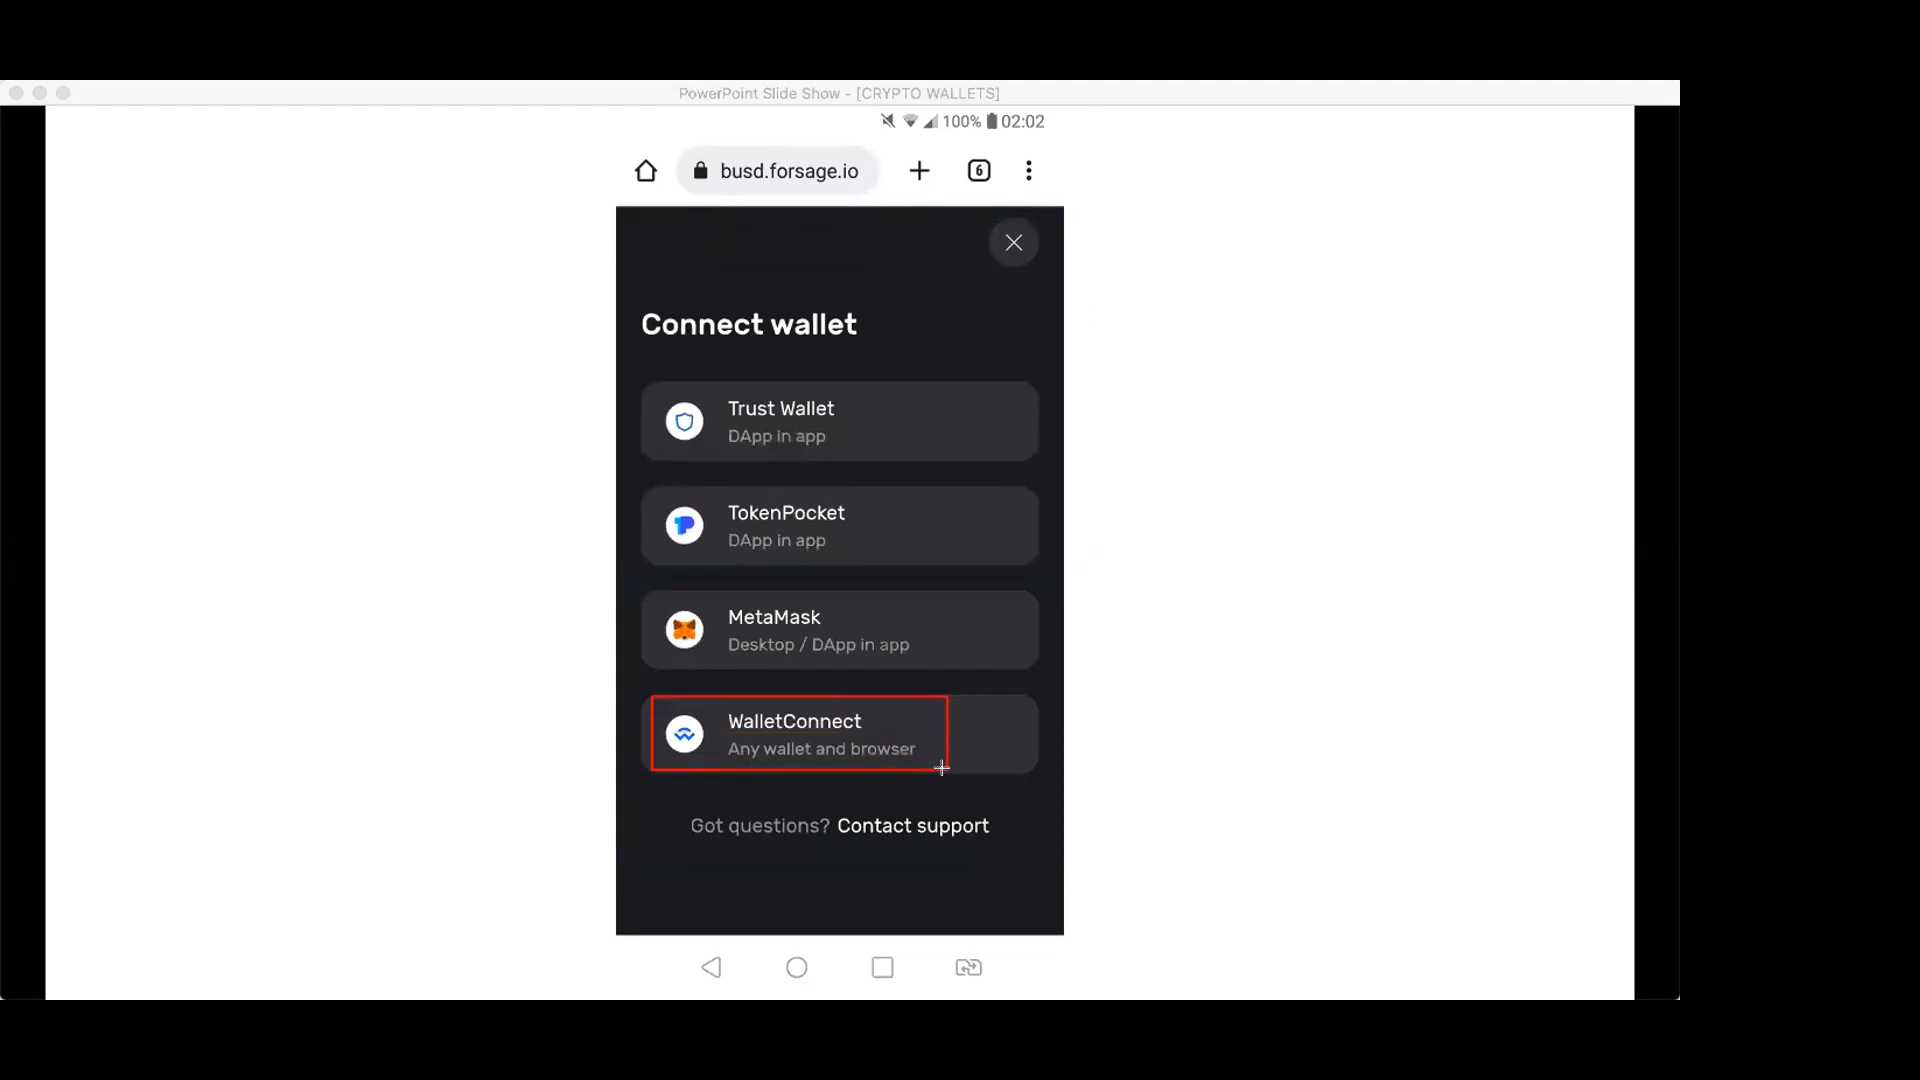 PowerPoint Slide Show - [CRYPTO WALLETS]
100% 02:02
busd.forsage.io
6
Connect wallet
Trust Wallet
DApp in app
TokenPocket
DApp in app
MetaMask
Desktop / DApp in app
WalletConnect
Any wallet and browser
Got questions? Contact support